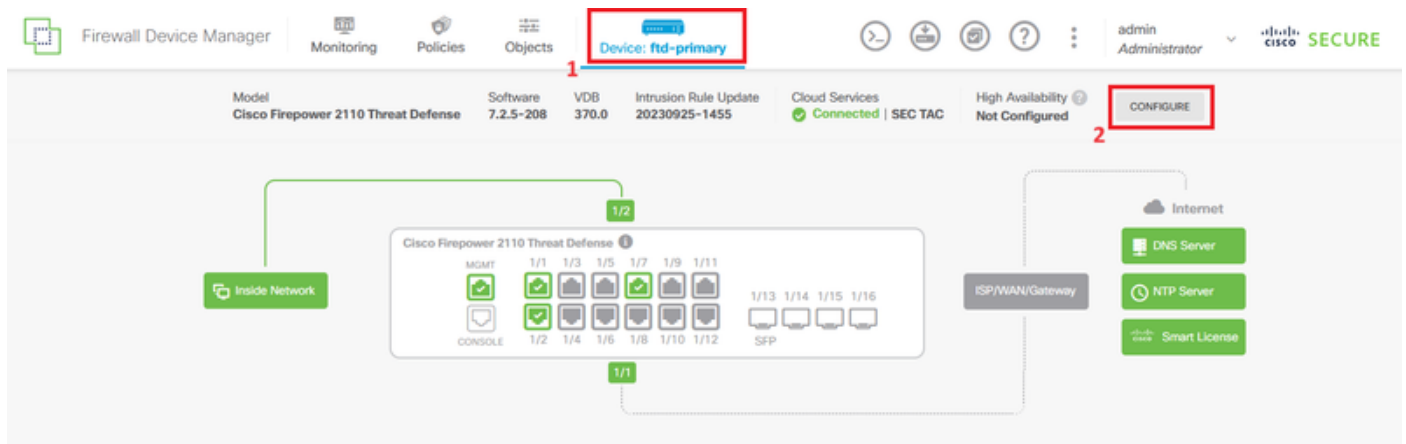 Firewall Device Manager
Monitoring
Policies
Objects
Device: ftd-primary
admin
Administrator
cisco SECURE
1
Model
Cisco Firepower 2110 Threat Defense
Software
7.2.5-208
VDB
370.0
Intrusion Rule Update
20230925-1455
Cloud Services
Connected | SEC TAC
High Availability ?
Not Configured
CONFIGURE
2
1/2
Internet
Cisco Firepower 2110 Threat Defense
MGMT 1/1 1/3 1/5 1/7 1/9 1/11
DNS Server
Inside Network
1/13 1/14 1/15 1/16
ISP/WAN/Gateway
NTP Server
CONSOLE 1/2 1/4 1/6 1/8 1/10 1/12 SFP
cisco Smart License
1/1